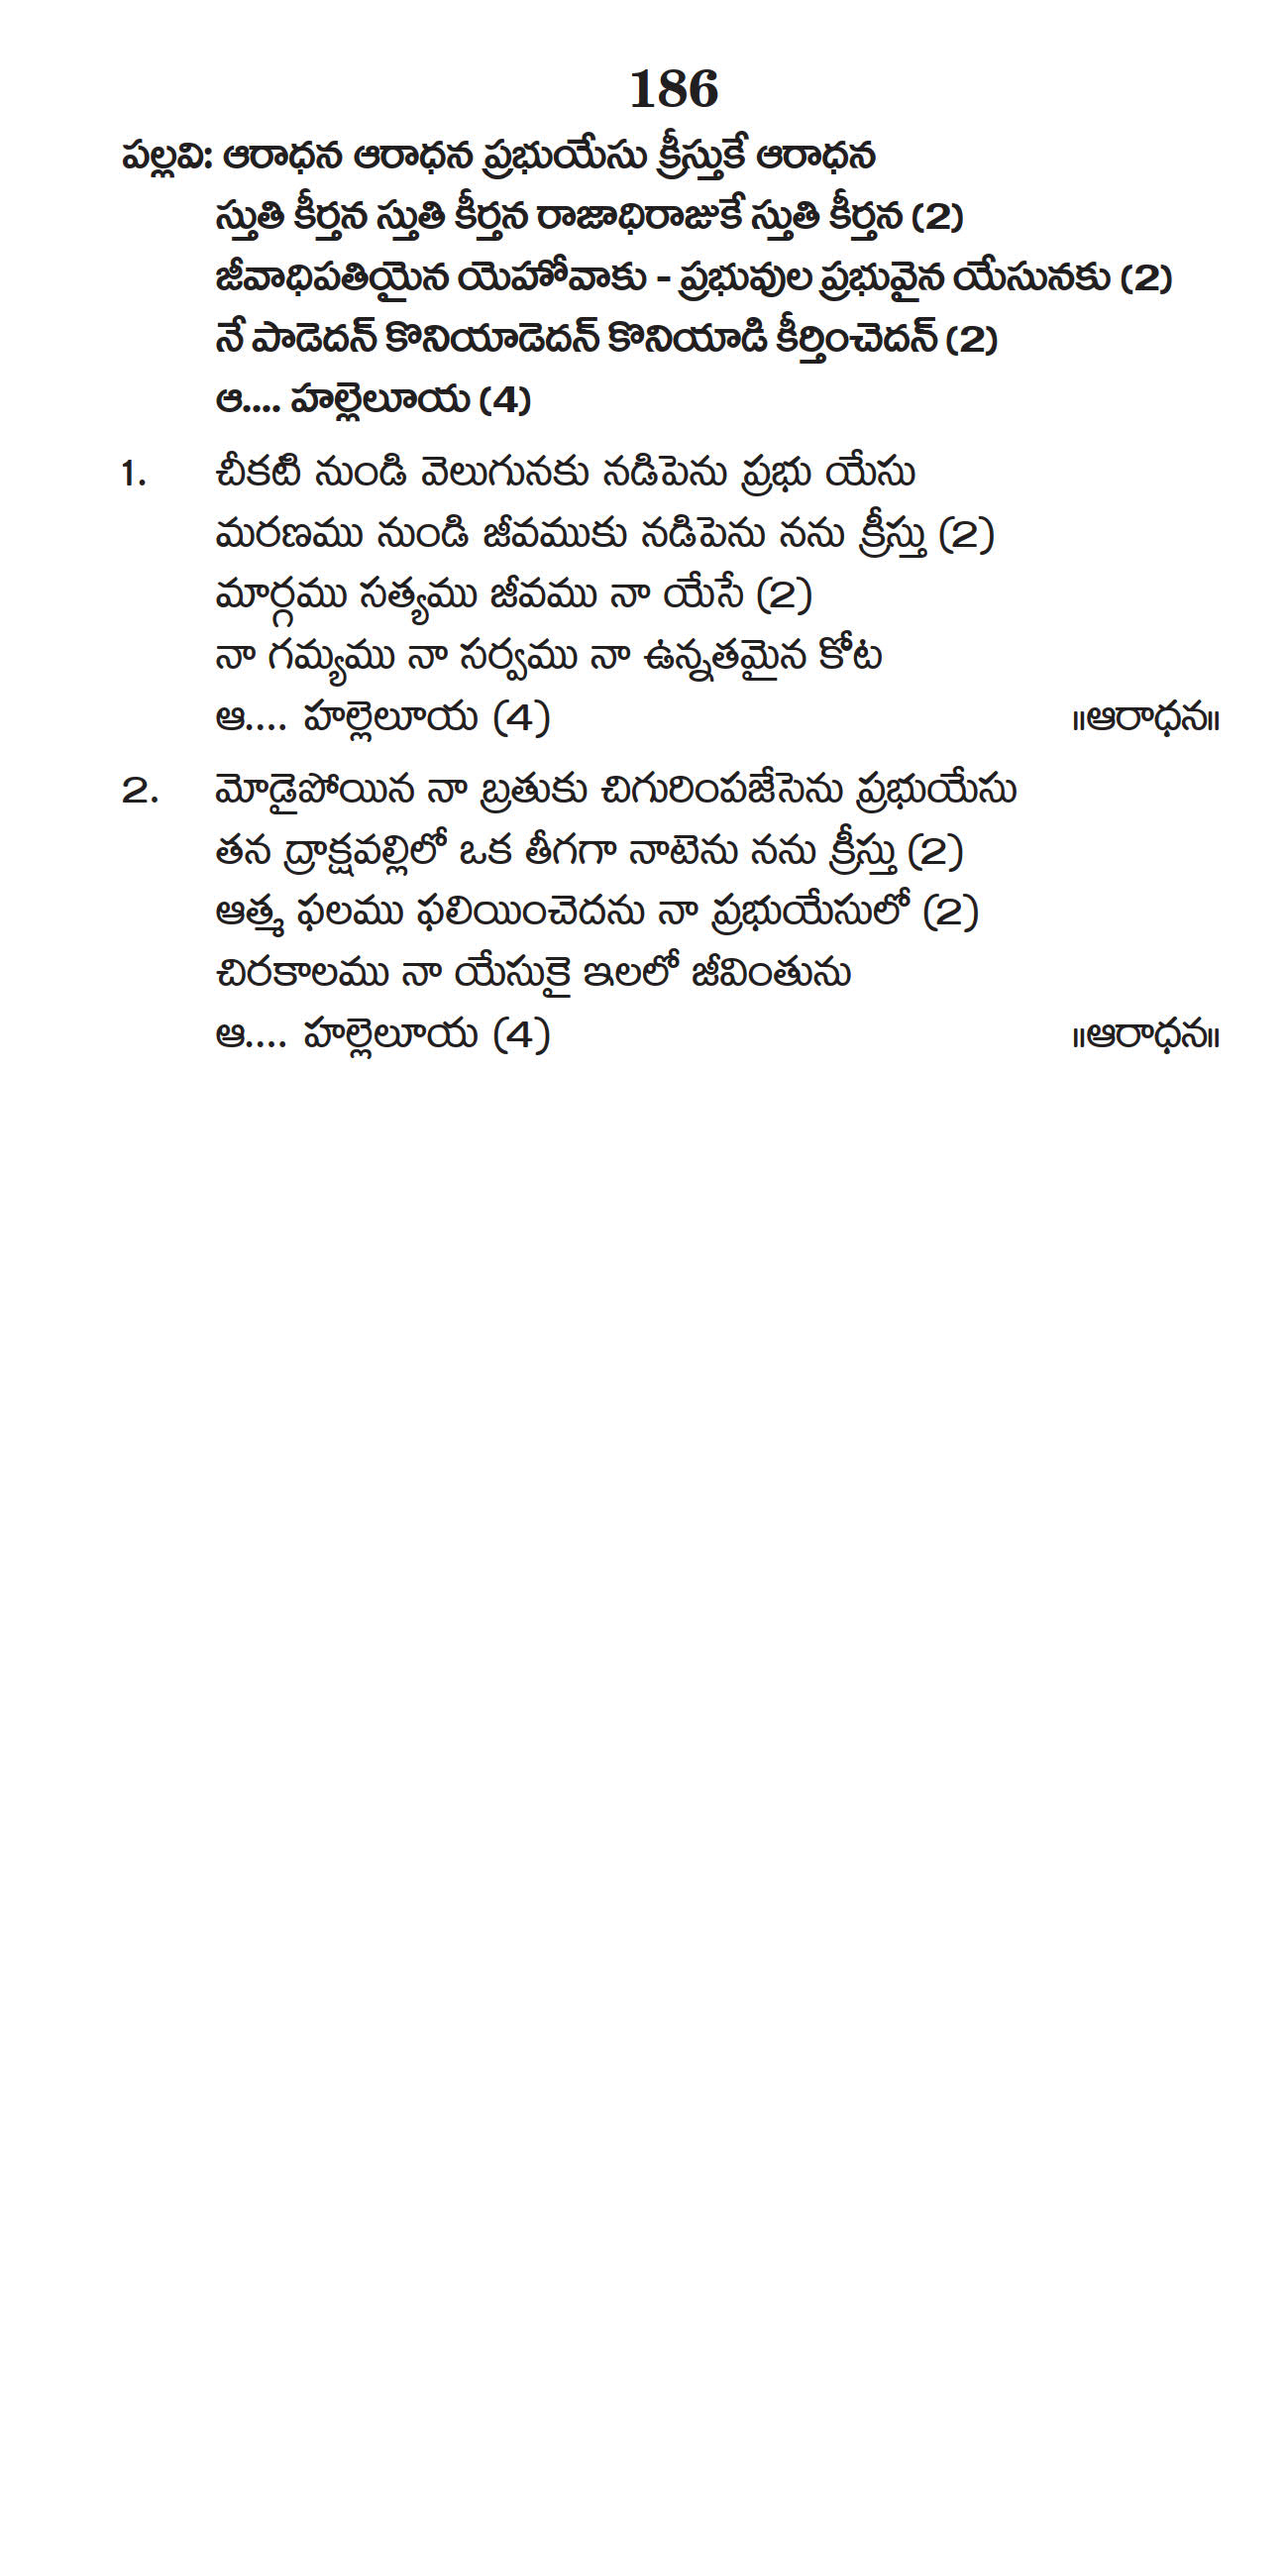 186
పల్లవి: ఆరాధన ఆరాధన ప్రభుయేసు క్రీస్తుకే ఆరాధన
స్తుతి కీర్తన స్తుతి కీర్తన రాజాధిరాజుకే స్తుతి కీర్తన (2)
జీవాధిపతియైన యెహోవాకు - ప్రభువుల ప్రభువైన యేసునకు (2)
నే పాడెదన్ కొనియాడెదన్ కొనియాడి కీర్తించెదన్ (2)
ఆ.... హల్లెలూయ (4)
1. చీకటి నుండి వెలుగునకు నడిపెను ప్రభు యేసు
మరణము నుండి జీవముకు నడిపెను నను క్రీస్తు (2)
మార్గము సత్యము జీవము నా యేసే (2)
నా గమ్యము నా సర్వము నా ఉన్నతమైన కోట
ఆ.... హల్లెలూయ (4) ॥ఆరాధన॥
2. మోడైపోయిన నా బ్రతుకు చిగురింపజేసెను ప్రభుయేసు
తన ద్రాక్షవల్లిలో ఒక తీగగా నాటెను నను క్రీస్తు (2)
ఆత్మ ఫలము ఫలియించెదను నా ప్రభుయేసులో (2)
చిరకాలము నా యేసుకై ఇలలో జీవింతును
ఆ.... హల్లెలూయ (4) ॥ఆరాధన॥